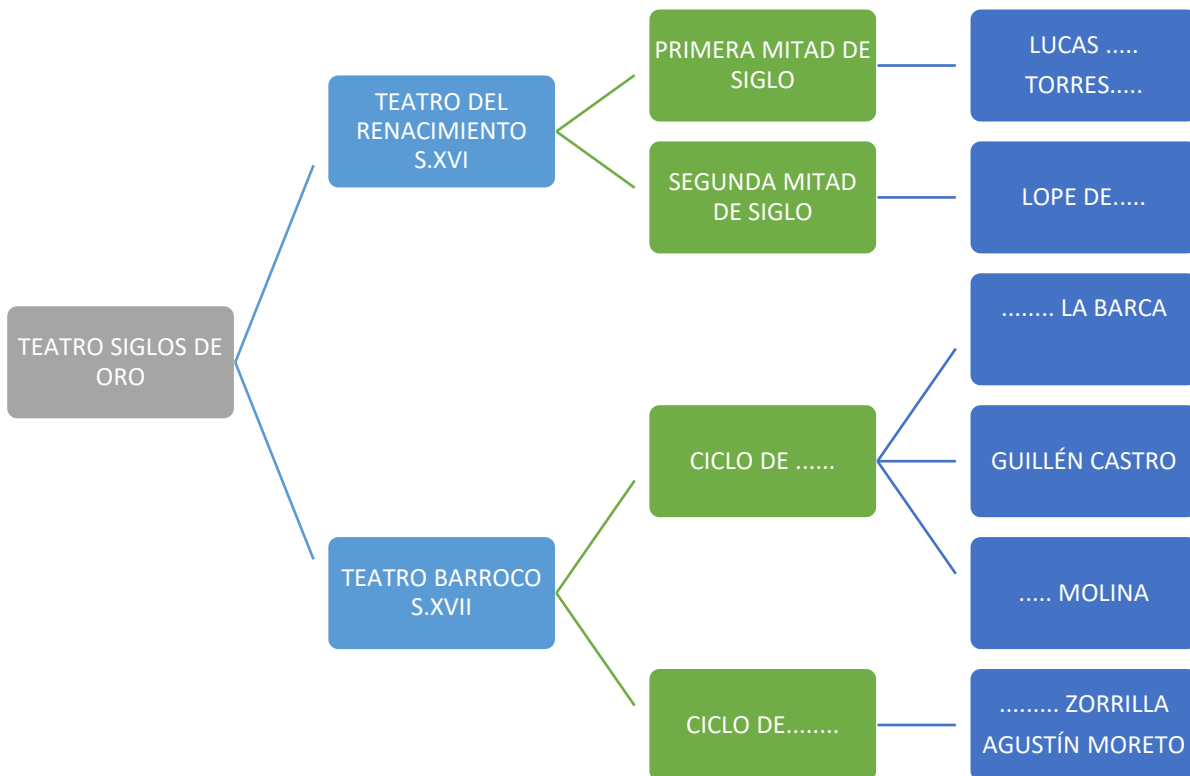 TEATRO SIGLOS DE
ORO
TEATRO DEL
RENACIMIENTO
S.XVI
PRIMERA MITAD DE
SIGLO
LUCAS .....
TORRES.....
SEGUNDA MITAD
DE SIGLO
LOPE DE.....
TEATRO BARROCO
S.XVII
CICLO DE ......
........ LA BARCA
GUILLÉN CASTRO
..... MOLINA
CICLO DE........
......... ZORRILLA
AGUSTÍN MORETO